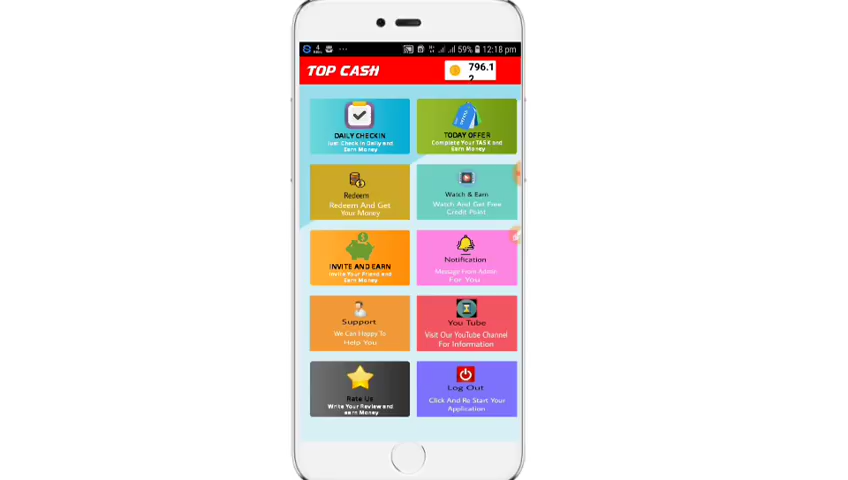 59% 12:18 pm
TOP CASH
796.1
2
DAILY CHECKIN
Just Check in Daily and
Earn Money
TODAY OFFER
Complete Your TASK and
Earn Money
Redeem
Redeem And Get
Your Money
Watch & Earn
Watch And Get Free
Credit Point
INVITE AND EARN
Invite Your Friend and
Earn Money
Notification
Message From Admin
For You
Support
We Can Happy To
Help You
You Tube
Visit Our YouTube Channel
For Information
Rate Us
Write Your Review and
earn Money
Log Out
Click And Re Start Your
Application